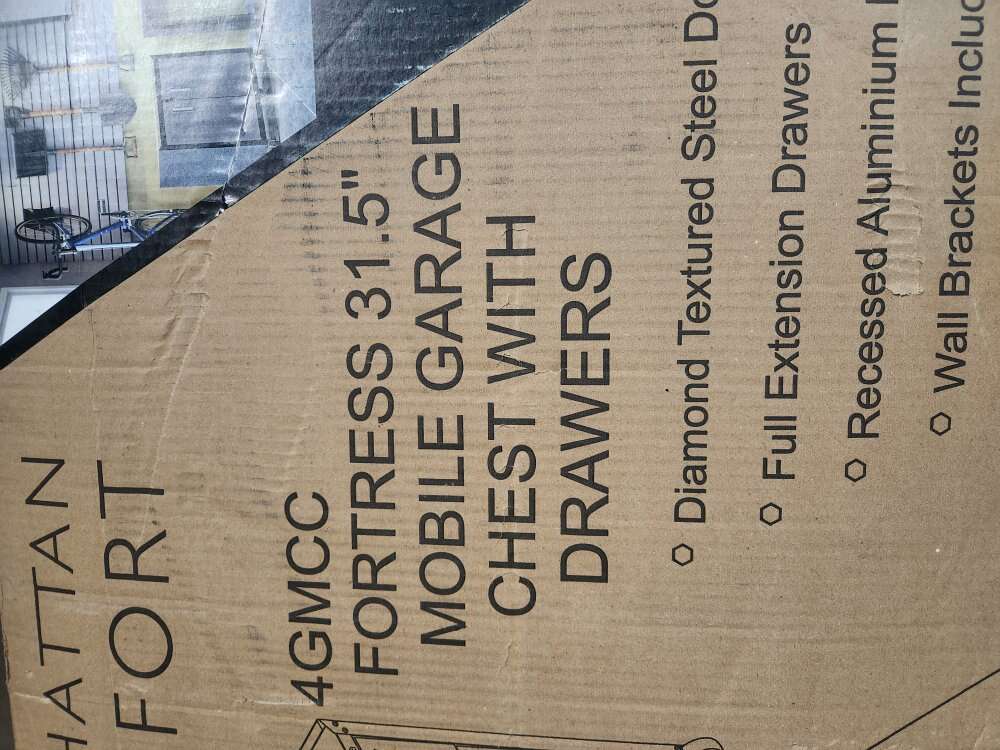 FORT
4GMCC
FORTRESS 31.5"
MOBILE GARAGE
CHEST WITH
DRAWERS
Diamond Textured Steel
Full Extension Drawers
Recessed Aluminium
Wall Brackets